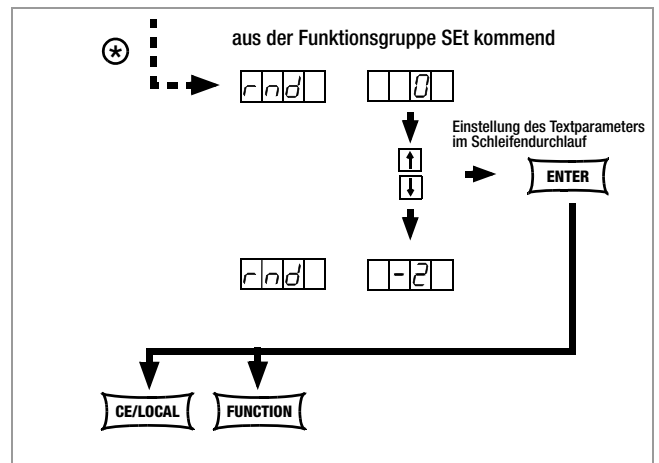 aus der Funktionsgruppe SEt kommend
rnd 0
Einstellung des Textparameters
im Schleifendurchlauf
ENTER
rnd -2
CE/LOCAL FUNCTION